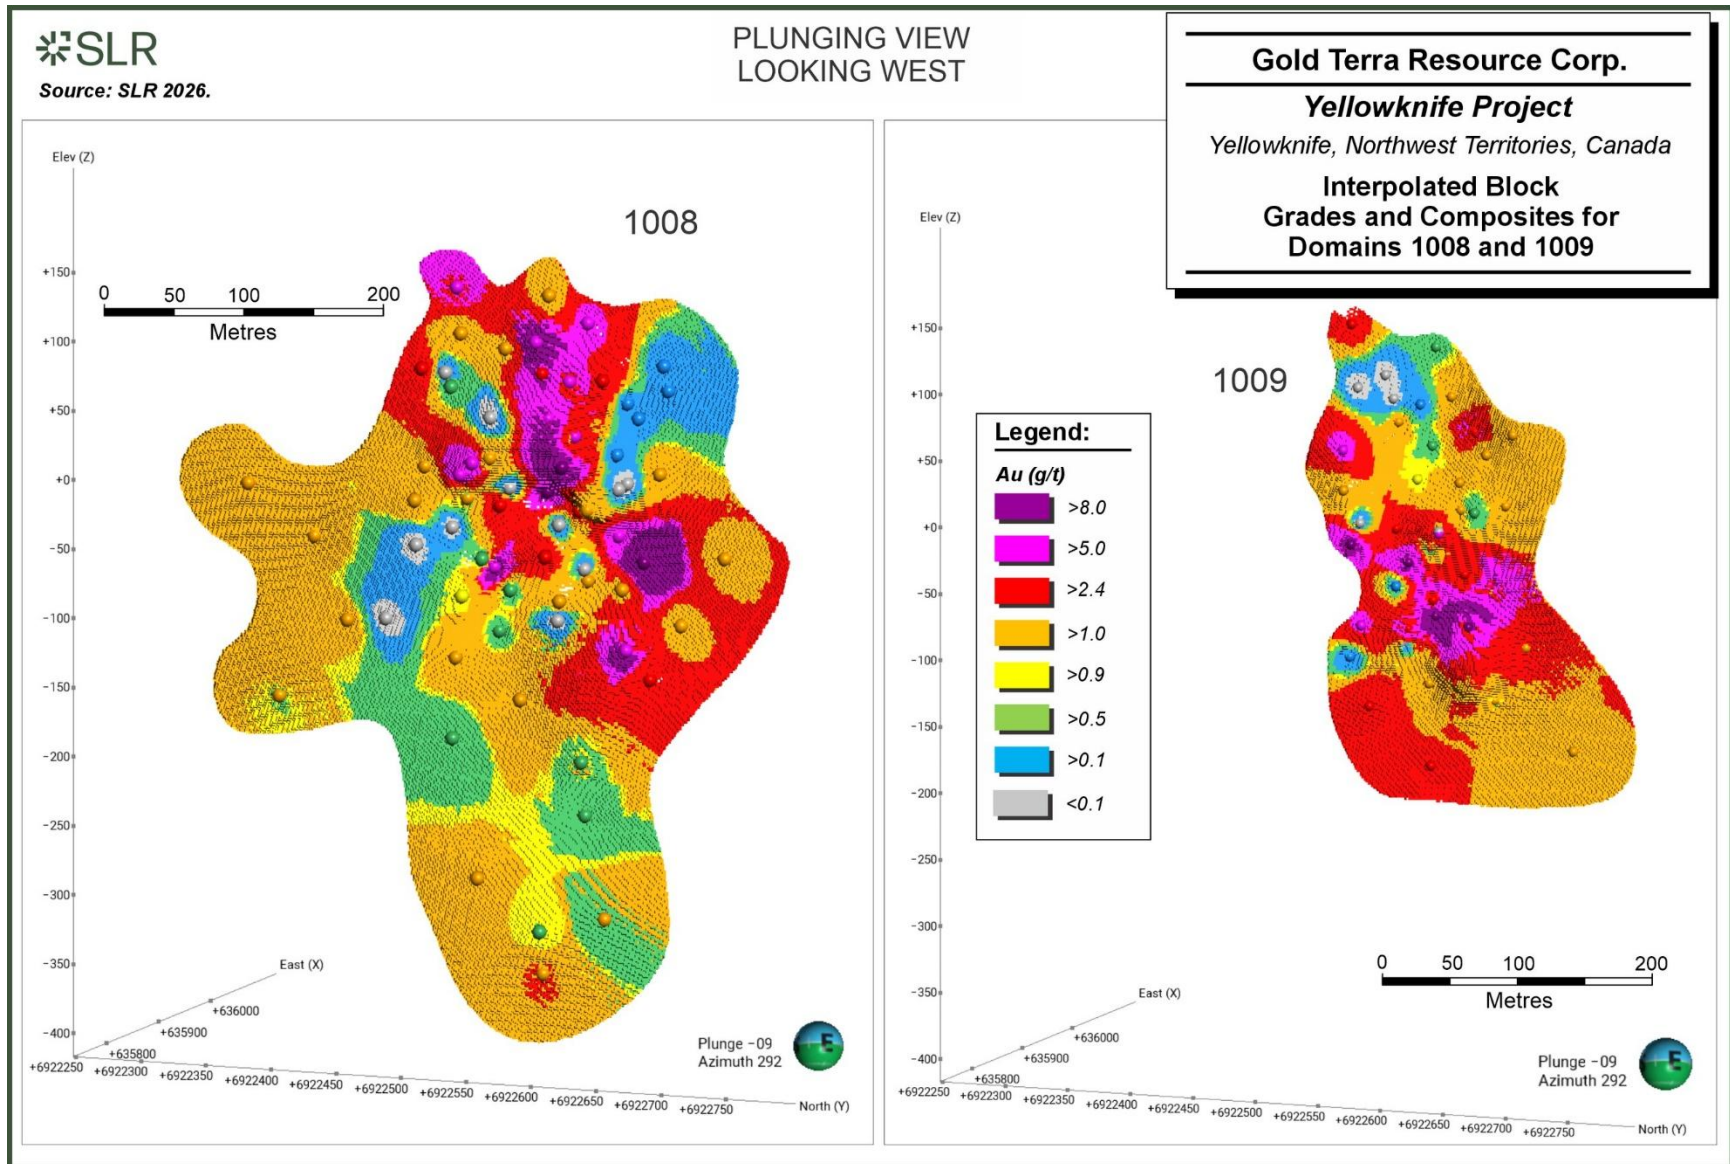 SLR
Source: SLR 2026.
PLUNGING VIEW
LOOKING WEST
Gold Terra Resource Corp.
Yellowknife Project
Yellowknife, Northwest Territories, Canada
Interpolated Block
Grades and Composites for
Domains 1008 and 1009
Elev (Z)
1008
+150
0 50 100 200
Metres
+100
+50
+0
−50
−100
−150
−200
−250
−300
−350
−400
East (X)
+636000
+635900
+635800
+6922250 +6922300 +6922350 +6922400 +6922450 +6922500 +6922550 +6922600 +6922650 +6922700 +6922750
North (Y)
Plunge −09
Azimuth 292
E
Elev (Z)
1009
+150
+100
+50
+0
−50
−100
−150
−200
−250
−300
−350
−400
Legend:
Au (g/t)
>8.0
>5.0
>2.4
>1.0
>0.9
>0.5
>0.1
<0.1
0 50 100 200
Metres
East (X)
+636000
+635900
+635800
+6922250 +6922300 +6922350 +6922400 +6922450 +6922500 +6922550 +6922600 +6922650 +6922700 +6922750
North (Y)
Plunge −09
Azimuth 292
E